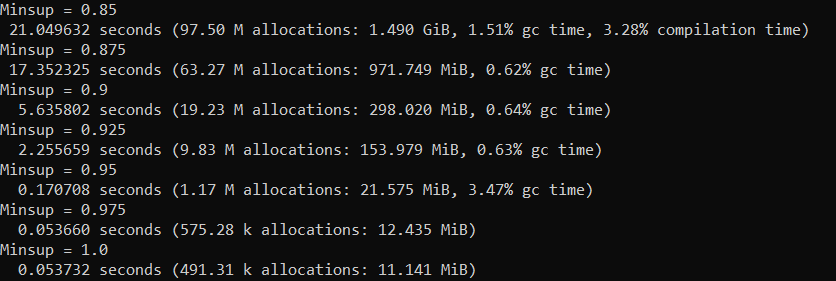 Minsup = 0.85
21.049632 seconds (97.50 M allocations: 1.490 GiB, 1.51% gc time, 3.28% compilation time)
Minsup = 0.875
17.352325 seconds (63.27 M allocations: 971.749 MiB, 0.62% gc time)
Minsup = 0.9
5.635802 seconds (19.23 M allocations: 298.020 MiB, 0.64% gc time)
Minsup = 0.925
2.255659 seconds (9.83 M allocations: 153.979 MiB, 0.63% gc time)
Minsup = 0.95
0.170708 seconds (1.17 M allocations: 21.575 MiB, 3.47% gc time)
Minsup = 0.975
0.053660 seconds (575.28 k allocations: 12.435 MiB)
Minsup = 1.0
0.053732 seconds (491.31 k allocations: 11.141 MiB)